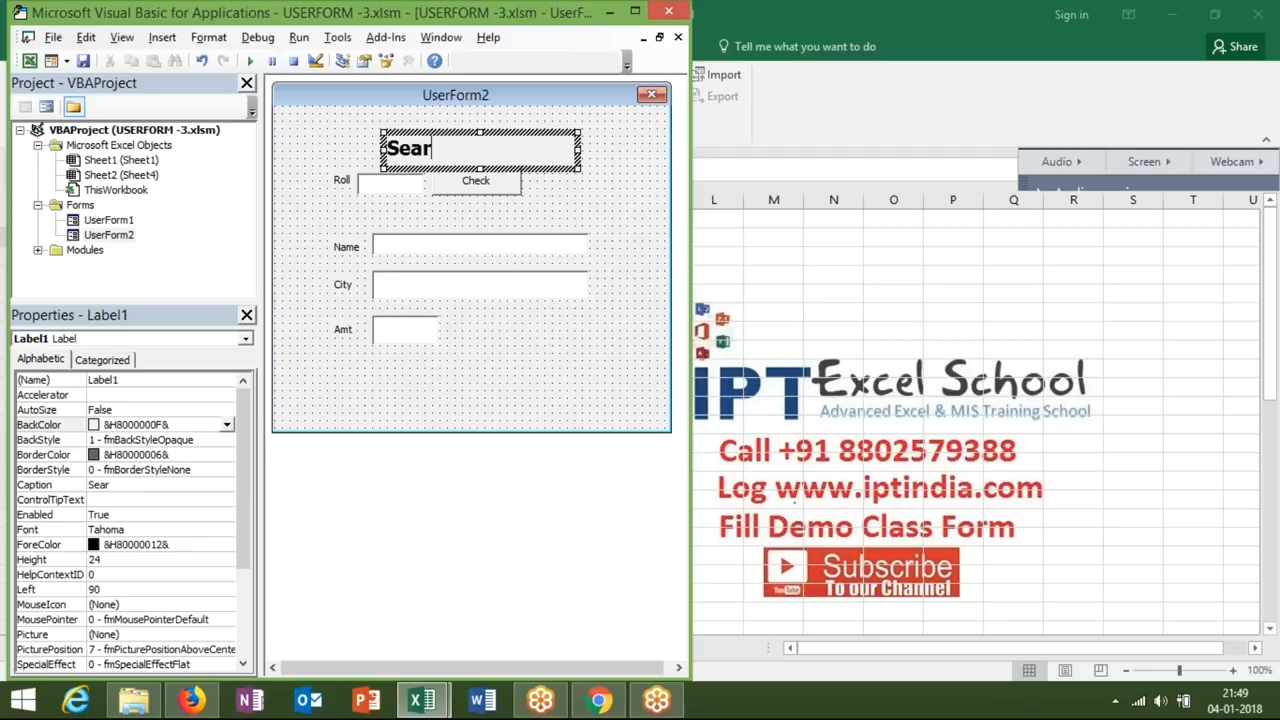 Microsoft Visual Basic for Applications - USERFORM -3.xlsm - [USERFORM -3.xlsm - UserF...
Sign in
File Edit View Insert Format Debug Run Tools Add-Ins Window Help
Tell me what you want to do
Share
Import
Export
Project - VBAProject
VBAProject (USERFORM -3.xlsm)
Microsoft Excel Objects
Sheet1 (Sheet1)
Sheet2 (Sheet4)
ThisWorkbook
Forms
UserForm1
UserForm2
Modules
UserForm2
Sear
Roll
Check
Name
City
Amt
Audio
Screen
Webcam
L M N O P Q R S T U
Properties - Label1
Label1 Label
Alphabetic Categorized
(Name) Label1
Accelerator
AutoSize False
BackColor &H8000000F&
BackStyle 1 - fmBackStyleOpaque
BorderColor &H80000006&
BorderStyle 0 - fmBorderStyleNone
Caption Sear
ControlTipText
Enabled True
Font Tahoma
ForeColor &H80000012&
Height 24
HelpContextID 0
Left 90
MouseIcon (None)
MousePointer 0 - fmMousePointerDefault
Picture (None)
PicturePosition 7 - fmPicturePositionAboveCente
SpecialEffect 0 - fmSpecialEffectFlat
IPT Excel School
Advanced Excel & MIS Training School
Call +91 8802579388
Log www.iptindia.com
Fill Demo Class Form
Subscribe
YouTube To our Channel
100%
21:49
04-01-2018